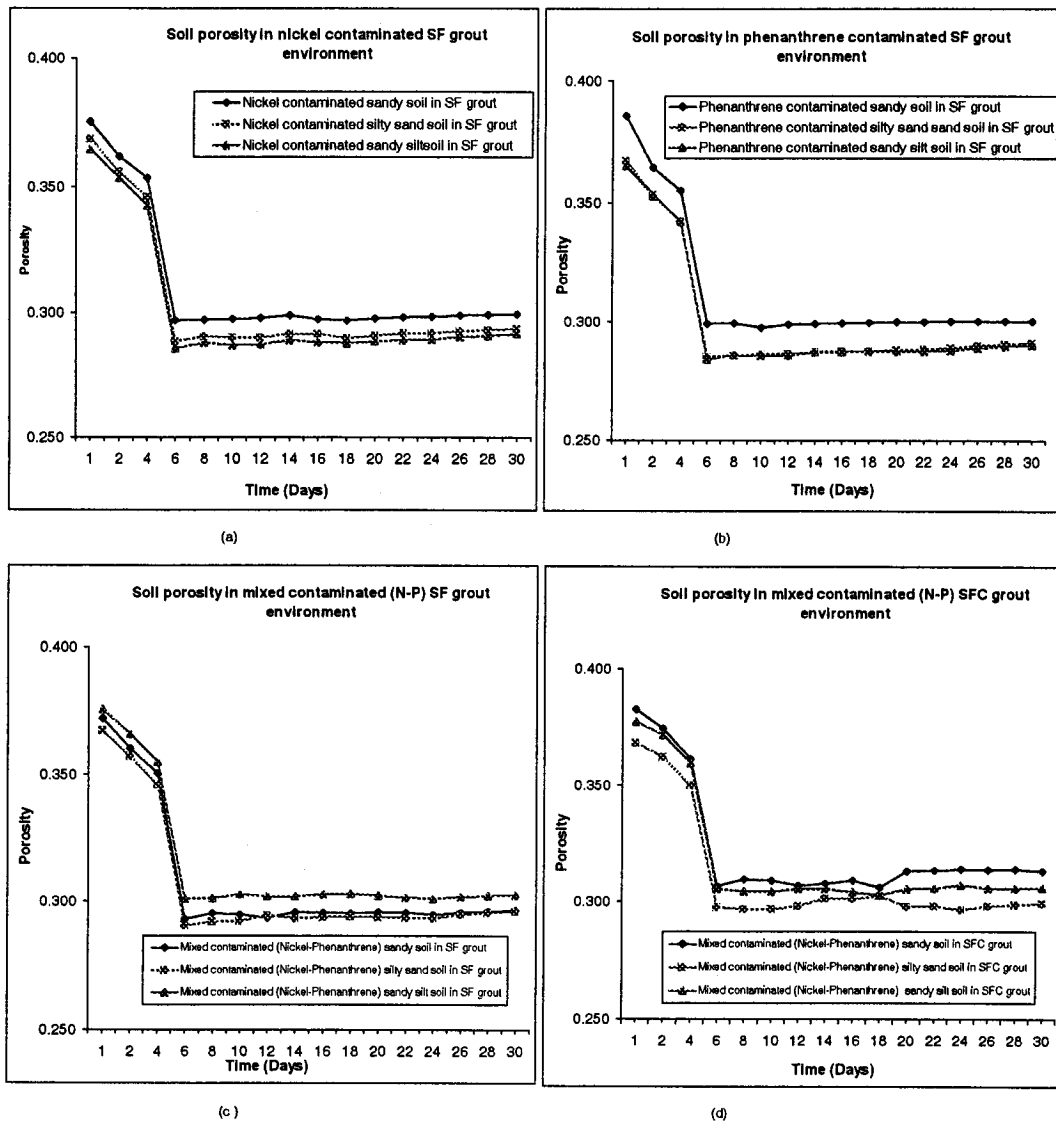 Soil porosity in nickel contaminated SF grout
environment
0.400
0.350
0.300
0.250
Porosity
Nickel contaminated sandy soil in SF grout
Nickel contaminated silty sand soil in SF grout
Nickel contaminated sandy siltsoil in SF grout
1 2 4 6 8 10 12 14 16 18 20 22 24 26 28 30
Time (Days)
(a)
Soil porosity in phenanthrene contaminated SF grout
environment
0.400
0.350
0.300
0.250
Porosity
Phenanthrene contaminated sandy soil in SF grout
Phenanthrene contaminated silty sand sand soil in SF grout
Phenanthrene contaminated sandy silt soil in SF grout
1 2 4 6 8 10 12 14 16 18 20 22 24 26 28 30
Time (Days)
(b)
Soil porosity in mixed contaminated (N-P) SF grout
environment
0.400
0.350
0.300
0.250
Porosity
Mixed contaminated (Nickel-Phenanthrene) sandy soil in SF grout
Mixed contaminated (Nickel-Phenanthrene) silty sand soil in SF grout
Mixed contaminated (Nickel-Phenanthrene) sandy silt soil in SF grout
1 2 4 6 8 10 12 14 16 18 20 22 24 26 28 30
Time (Days)
(c )
Soil porosity in mixed contaminated (N-P) SFC grout
environment
0.400
0.350
0.300
0.250
Porosity
Mixed contaminated (Nickel-Phenanthrene) sandy soil in SFC grout
Mixed contaminated (Nickel-Phenanthrene) silty sand soil in SFC grout
Mixed contaminated (Nickel-Phenanthrene) sandy silt soil in SFC grout
1 2 4 6 8 10 12 14 16 18 20 22 24 26 28 30
Time (Days)
(d)